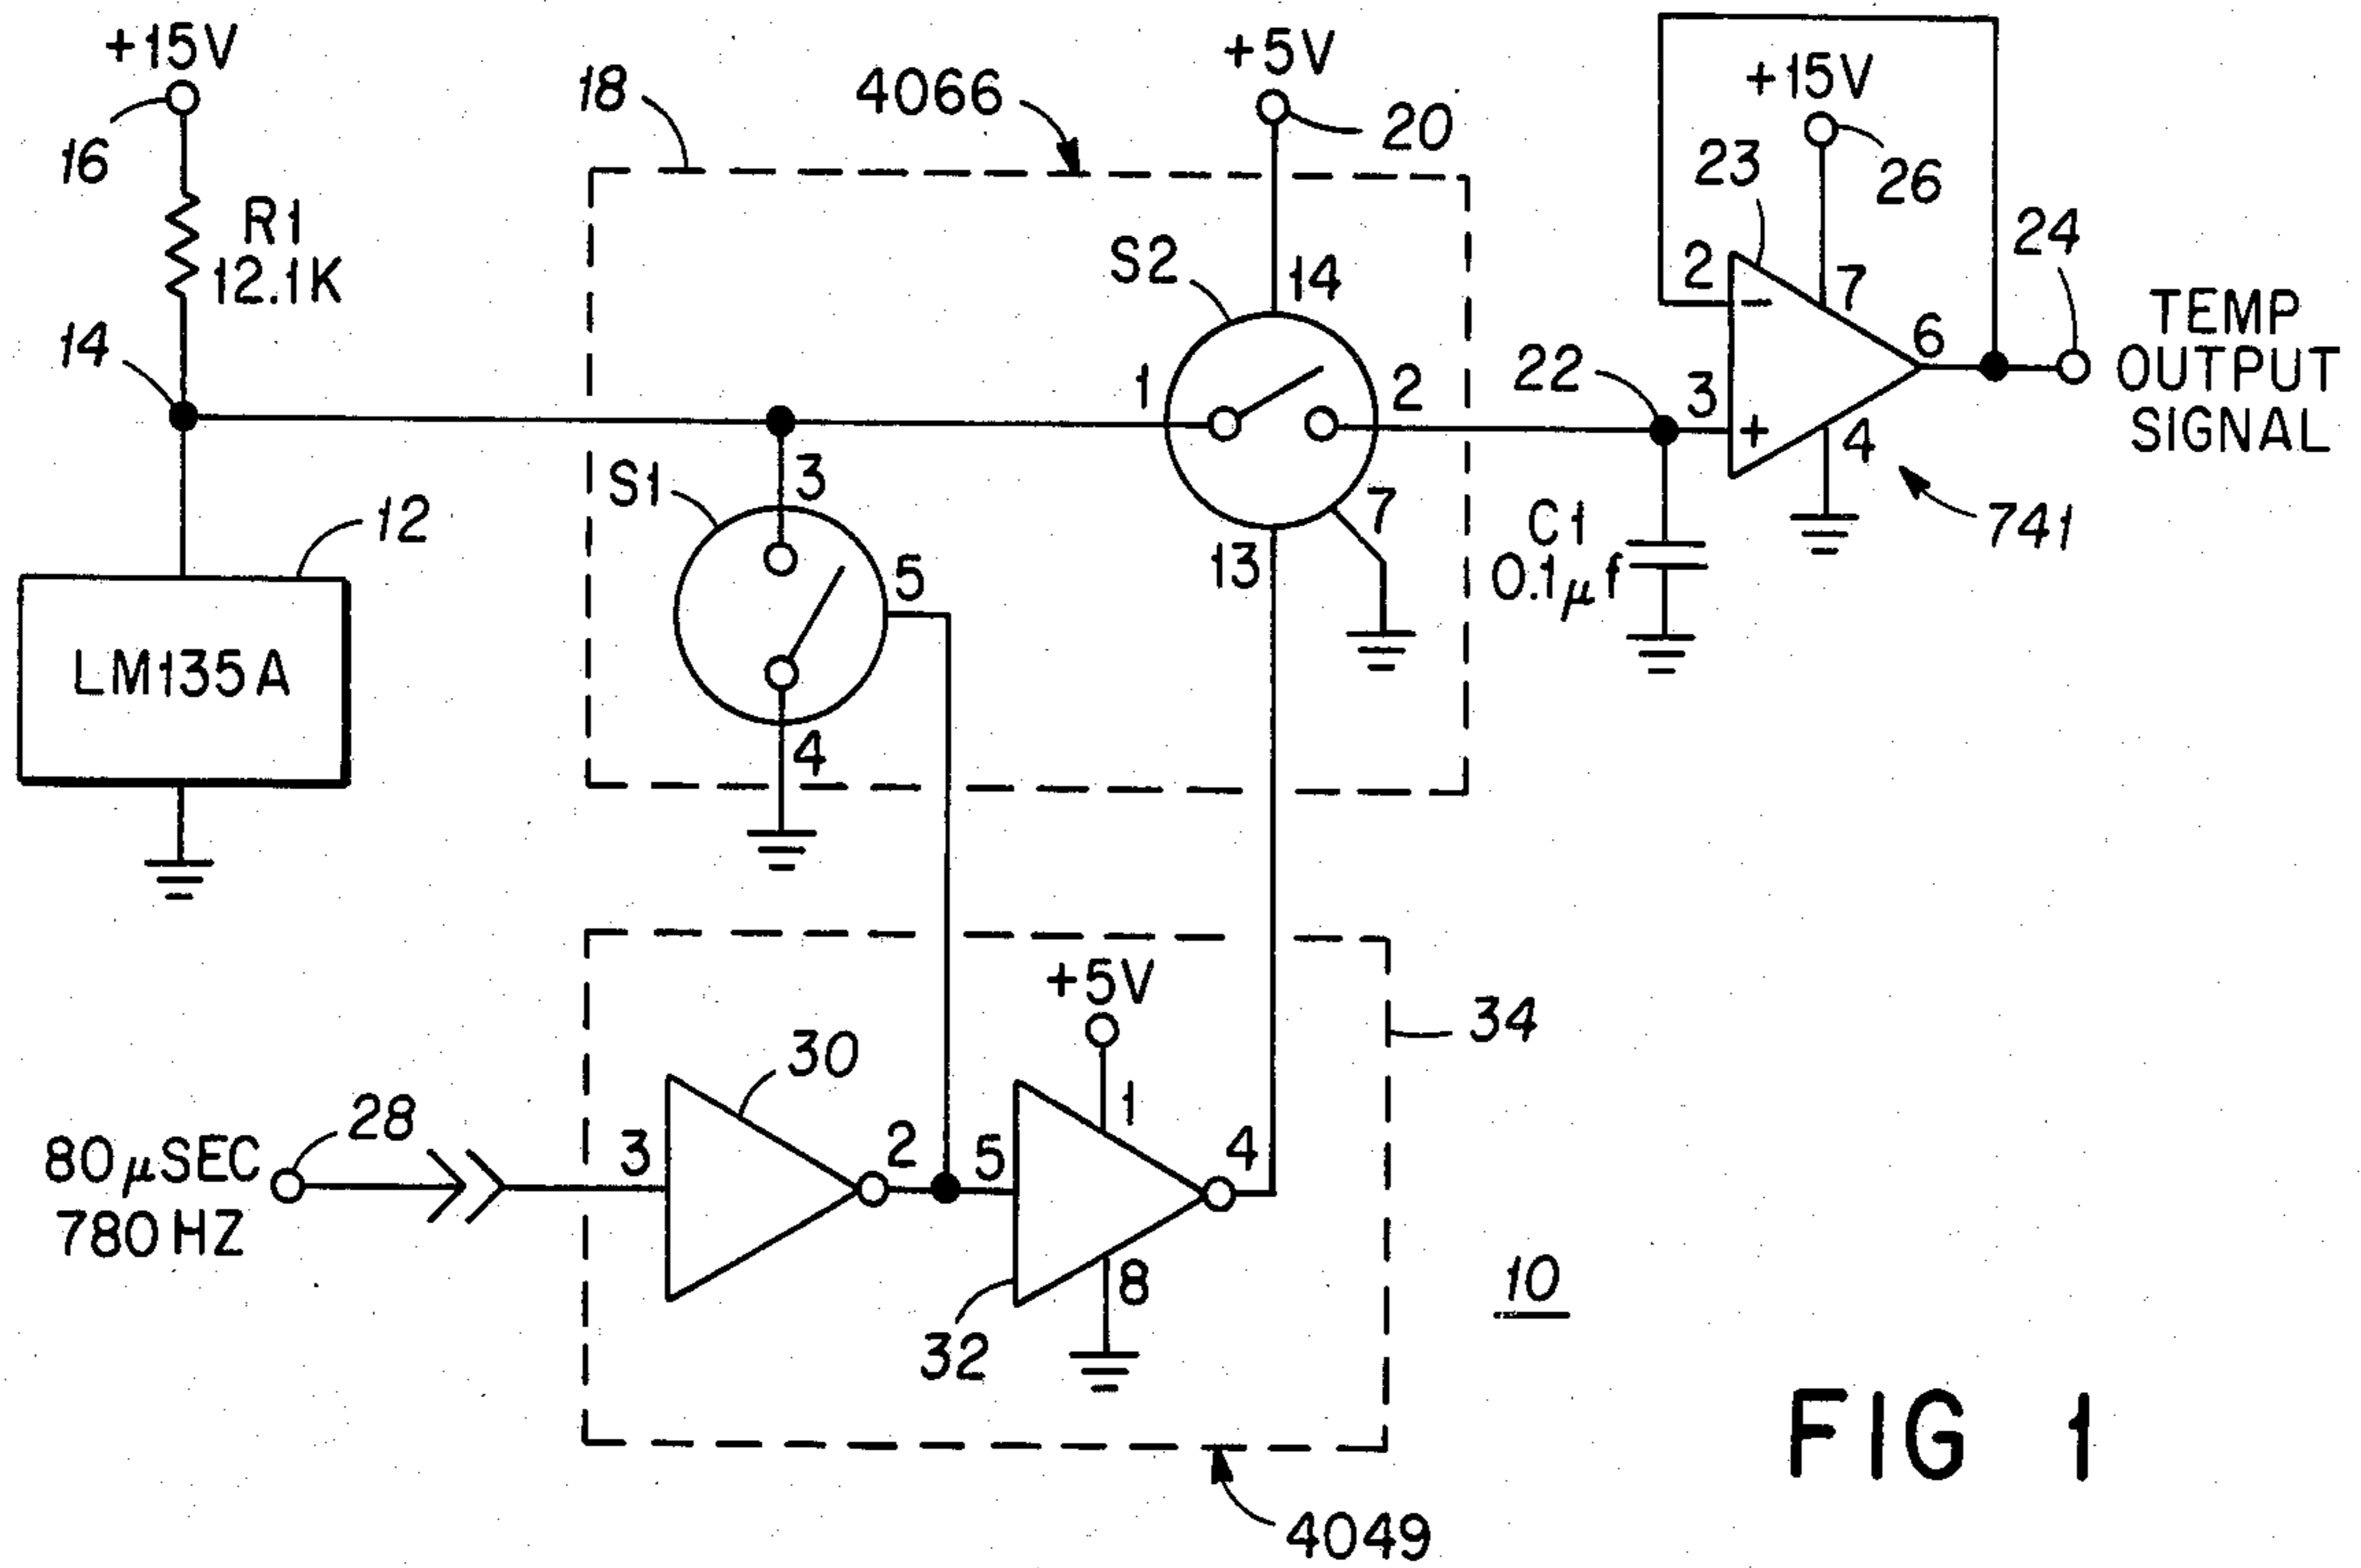 +15V
16
R1
12.1K
14
12
LM135A
18
4066
+5V
20
S2
14
1
2
7
13
S1
3
5
4
22
C1
0.1μf
+15V
26
23
2
−
7
3
+
4
6
24
741
TEMP
OUTPUT
SIGNAL
80μSEC
780HZ
28
3
30
2
5
+5V
1
4
8
32
34
4049
10
FIG 1